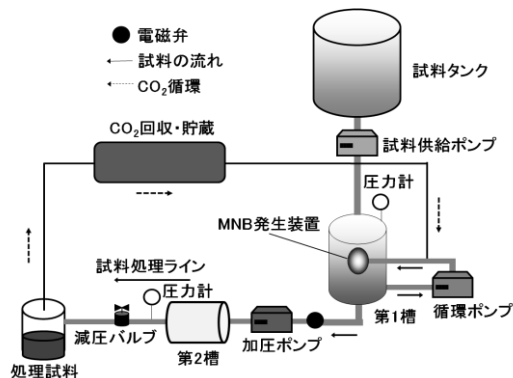 電磁弁
試料の流れ
CO₂循環
試料タンク
CO₂回収・貯蔵
試料供給ポンプ
圧力計
MNB発生装置
試料処理ライン
圧力計
減圧バルブ
第2槽
加圧ポンプ
第1槽
循環ポンプ
処理試料